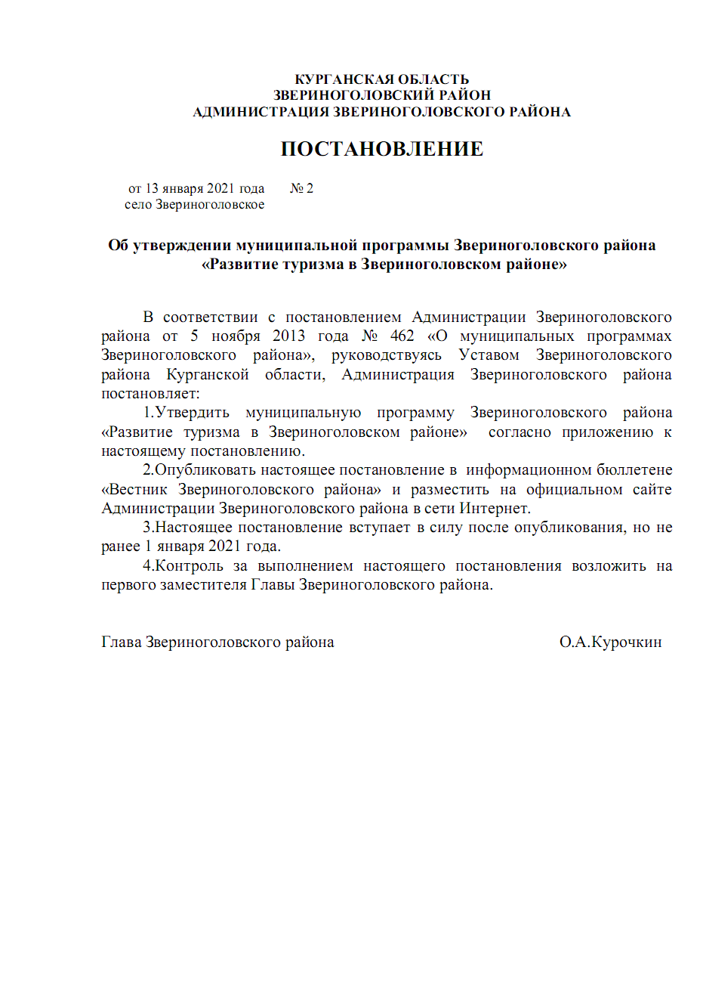 КУРГАНСКАЯ ОБЛАСТЬ
ЗВЕРИНОГОЛОВСКИЙ РАЙОН
АДМИНИСТРАЦИЯ ЗВЕРИНОГОЛОВСКОГО РАЙОНА
ПОСТАНОВЛЕНИЕ
от 13 января 2021 года № 2
село Звериноголовское
Об утверждении муниципальной программы Звериноголовского района
«Развитие туризма в Звериноголовском районе»
В соответствии с постановлением Администрации Звериноголовского
района от 5 ноября 2013 года № 462 «О муниципальных программах
Звериноголовского района», руководствуясь Уставом Звериноголовского
района Курганской области, Администрация Звериноголовского района
постановляет:
1.Утвердить муниципальную программу Звериноголовского района
«Развитие туризма в Звериноголовском районе» согласно приложению к
настоящему постановлению.
2.Опубликовать настоящее постановление в информационном бюллетене
«Вестник Звериноголовского района» и разместить на официальном сайте
Администрации Звериноголовского района в сети Интернет.
3.Настоящее постановление вступает в силу после опубликования, но не
ранее 1 января 2021 года.
4.Контроль за выполнением настоящего постановления возложить на
первого заместителя Главы Звериноголовского района.
Глава Звериноголовского района О.А.Курочкин